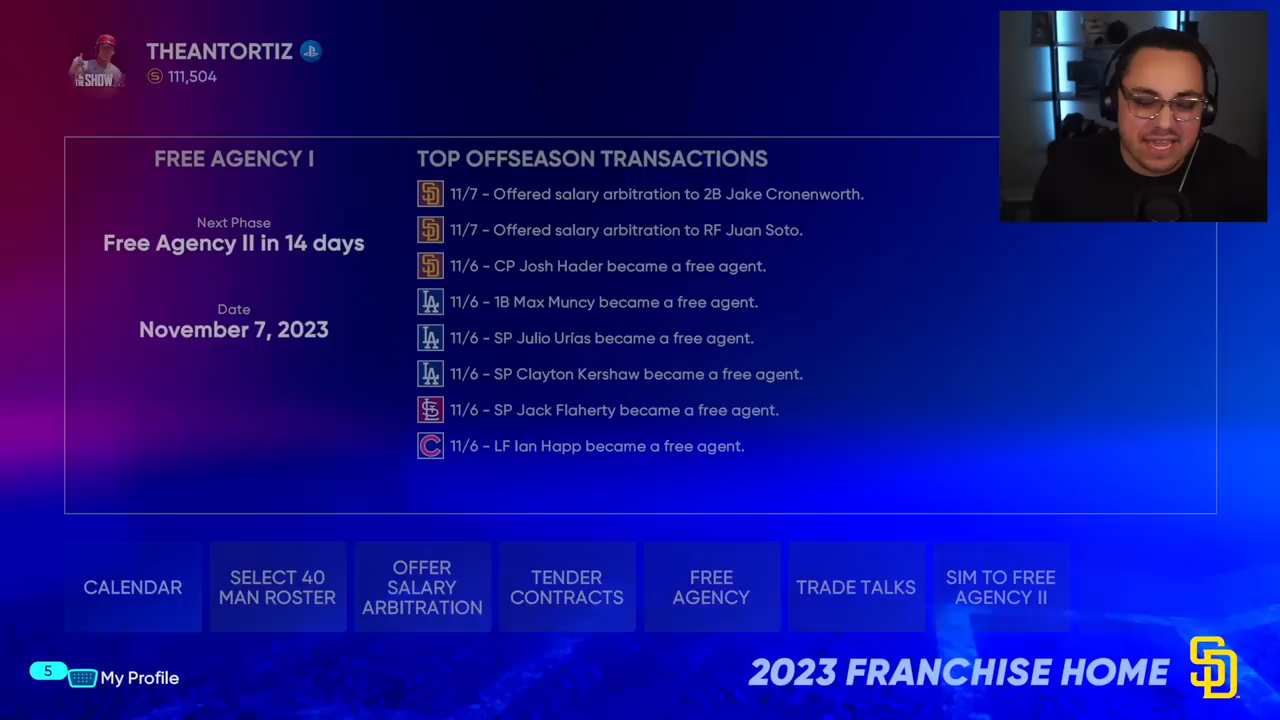 THEANTORTIZ
111,504
THE SHOW
FREE AGENCY I
Next Phase
Free Agency II in 14 days
Date
November 7, 2023
TOP OFFSEASON TRANSACTIONS
11/7 - Offered salary arbitration to 2B Jake Cronenworth.
11/7 - Offered salary arbitration to RF Juan Soto.
11/6 - CP Josh Hader became a free agent.
11/6 - 1B Max Muncy became a free agent.
11/6 - SP Julio Urías became a free agent.
11/6 - SP Clayton Kershaw became a free agent.
11/6 - SP Jack Flaherty became a free agent.
11/6 - LF Ian Happ became a free agent.
CALENDAR
SELECT 40
MAN ROSTER
OFFER
SALARY
ARBITRATION
TENDER
CONTRACTS
FREE
AGENCY
TRADE TALKS
SIM TO FREE
AGENCY II
5
My Profile
2023 FRANCHISE HOME
SD